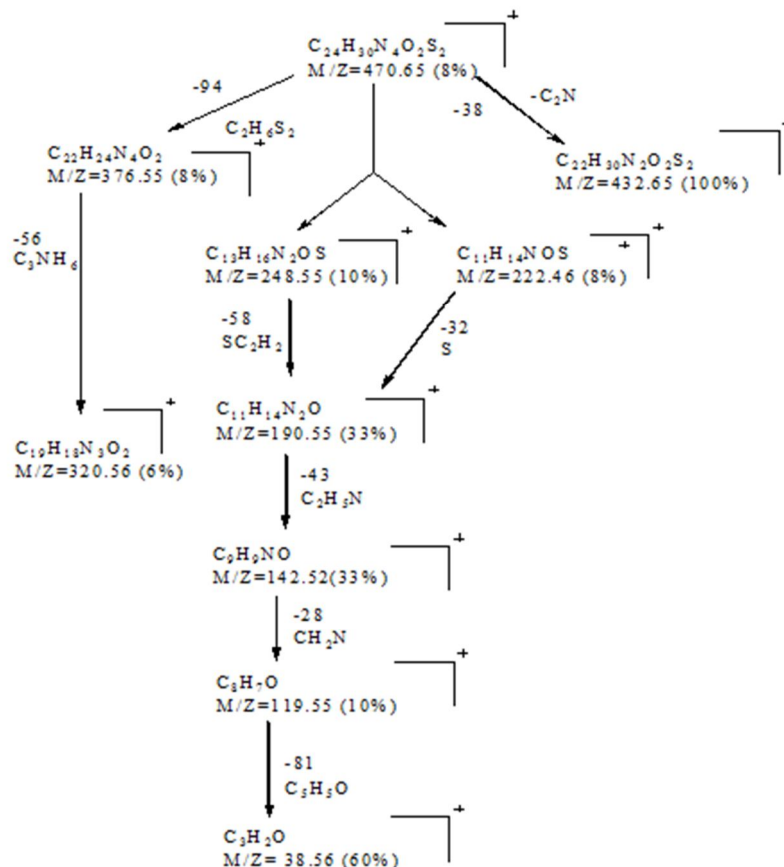 C₂₄H₃₀N₄O₂S₂
M/Z=470.65 (8%)
+
-94
C₂H₆S₂
-C₂N
-38
C₂₂H₂₄N₄O₂
M/Z=376.55 (8%)
+
C₂₂H₃₀N₂O₂S₂
M/Z=432.65 (100%)
+
-56
C₃NH₆
C₁₃H₁₆N₂OS
M/Z=248.55 (10%)
+
C₁₁H₁₄NOS
M/Z=222.46 (8%)
+ +
-58
SC₂H₂
-32
S
C₁₁H₁₄N₂O
M/Z=190.55 (33%)
+
C₁₉H₁₈N₃O₂
M/Z=320.56 (6%)
+
-43
C₂H₅N
C₉H₉NO
M/Z=142.52(33%)
+
-28
CH₂N
C₈H₇O
M/Z=119.55 (10%)
+
-81
C₅H₅O
C₃H₂O
M/Z= 38.56 (60%)
+